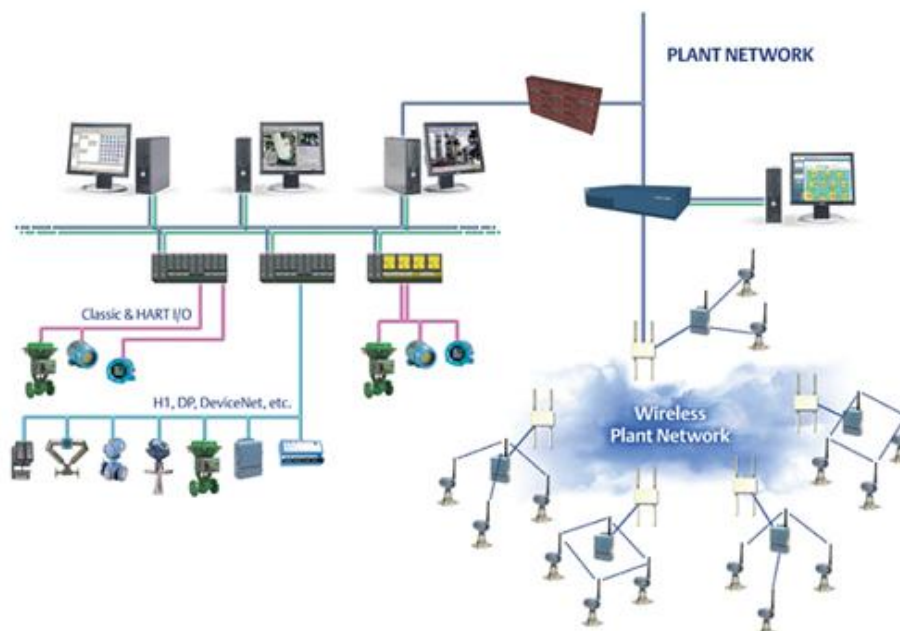 PLANT NETWORK
Classic & HART I/O
H1, DP, DeviceNet, etc.
Wireless
Plant Network